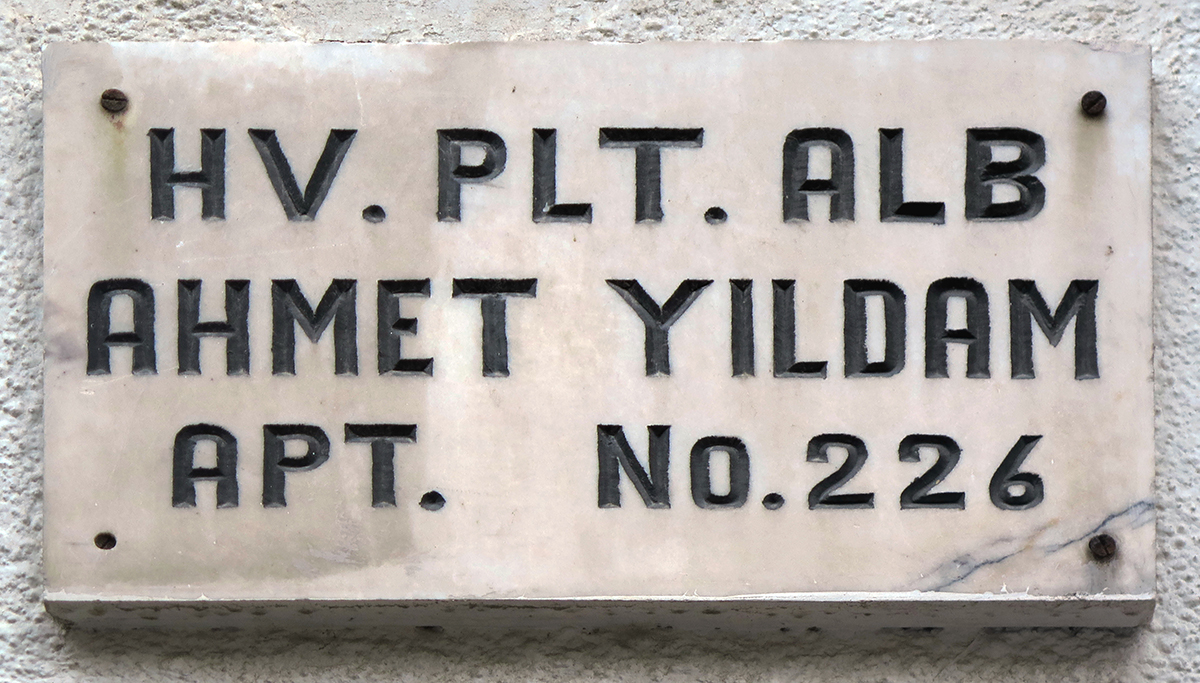 HV. PLT. ALB
AHMET YILDAM
APT. No. 226